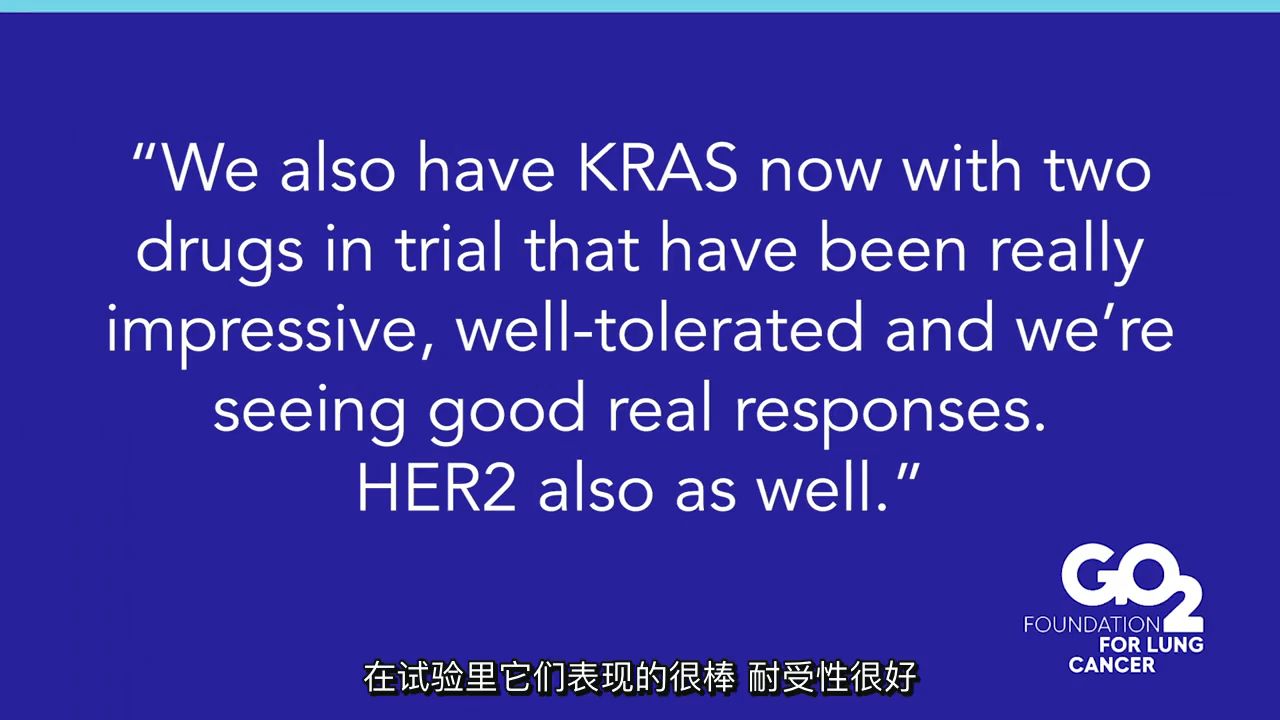 “We also have KRAS now with two
drugs in trial that have been really
impressive, well-tolerated and we’re
seeing good real responses.
HER2 also as well.”
GO2
FOUNDATION
FOR LUNG
CANCER
在试验里它们表现的很棒 耐受性很好